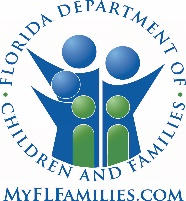 • FLORIDA DEPARTMENT OF •
CHILDREN AND FAMILIES
MYFLFAMILIES.COM